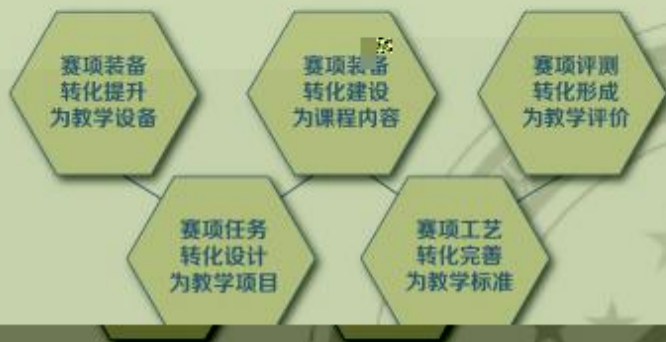 赛项装备
转化提升
为教学设备
赛项装备
转化建设
为课程内容
赛项评测
转化形成
为教学评价
赛项任务
转化设计
为教学项目
赛项工艺
转化完善
为教学标准